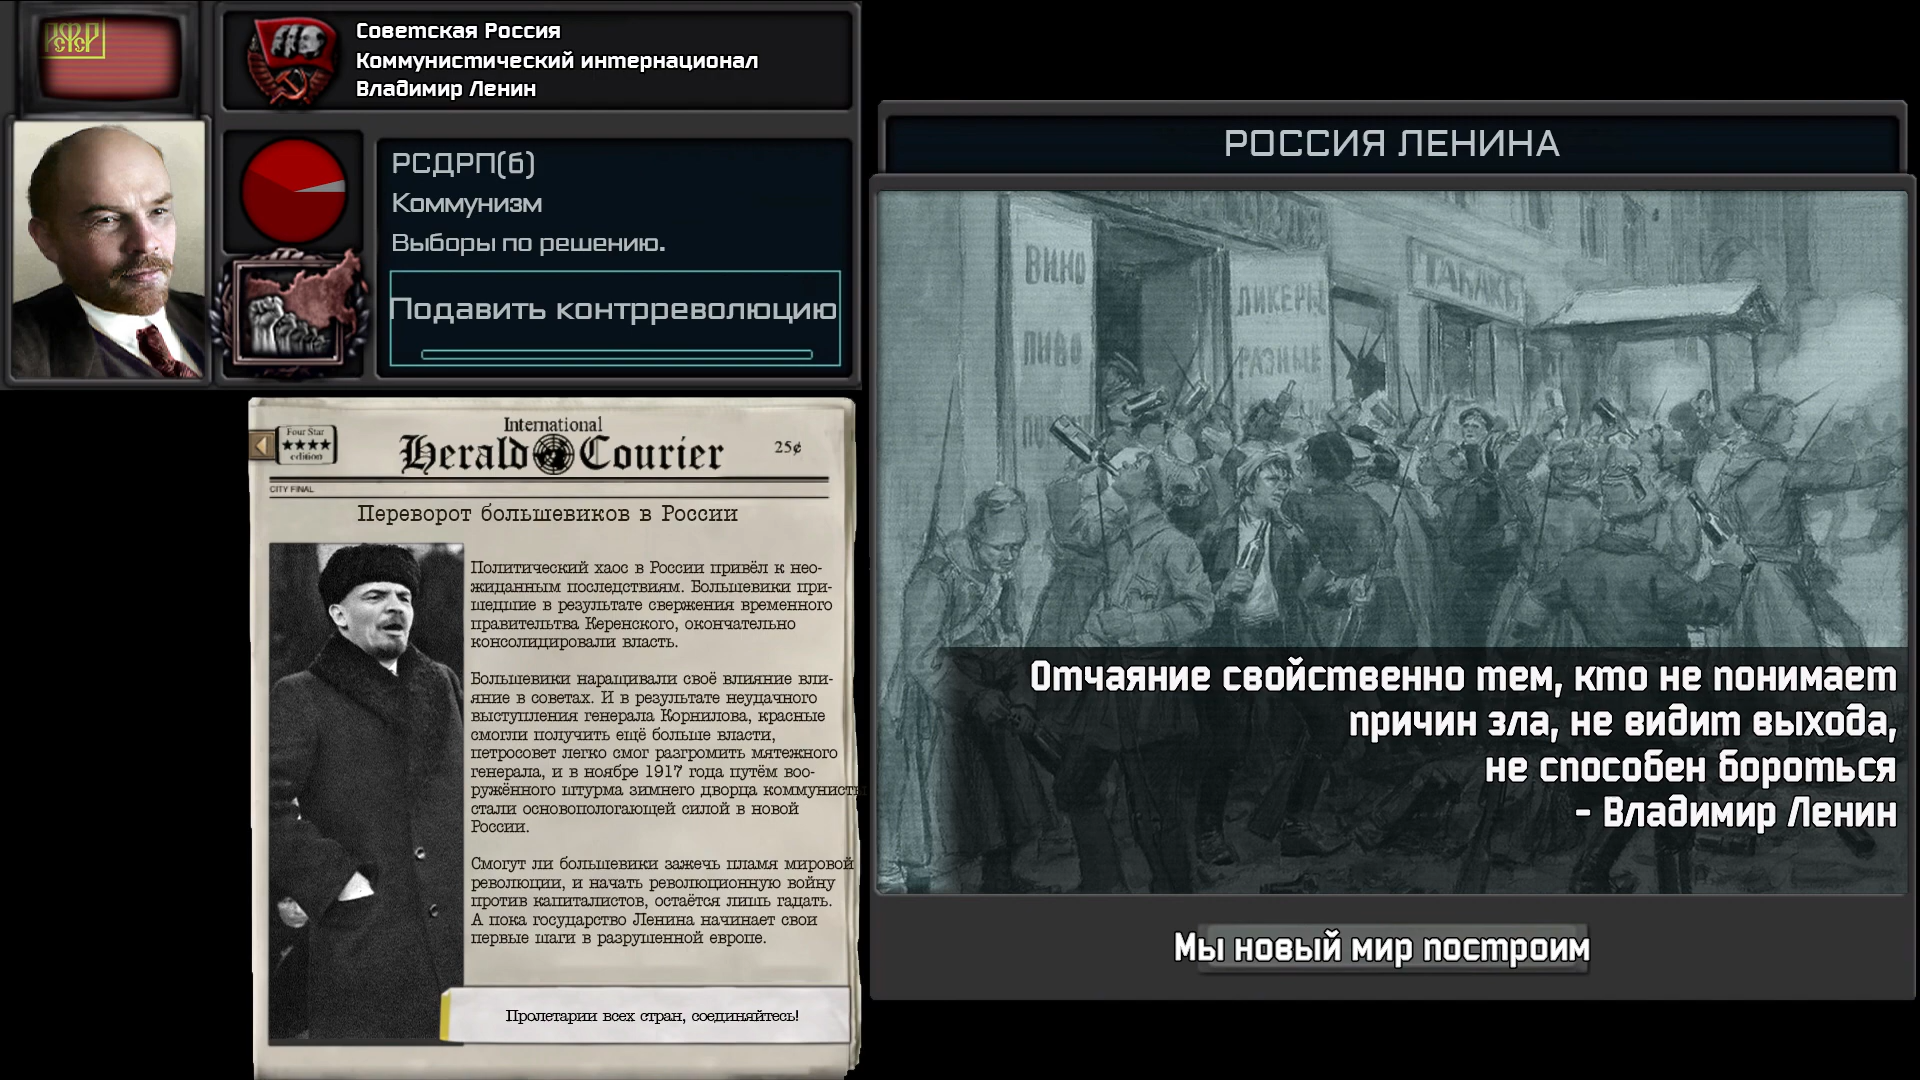 РСФСР
Советская Россия
Коммунистический интернационал
Владимир Ленин
РСДРП(б)
Коммунизм
Выборы по решению.
Подавить контрреволюцию
Four Star
edition
International
Herald Courier
25¢
CITY FINAL
Переворот большевиков в России
Политический хаос в России привёл к нео-
жиданным последствиям. Большевики при-
шедшие в результате свержения временного
правительтва Керенского, окончательно
консолидировали власть.
Большевики наращивали своё влияние вли-
яние в советах. И в результате неудачного
выступления генерала Корнилова, красные
смогли получить ещё больше власти,
петросовет легко смог разгромить мятежного
генерала, и в ноябре 1917 года путём воо-
ружённого штурма зимнего дворца коммунисты
стали основопологающей силой в новой
России.
Смогут ли большевики зажечь пламя мировой
революции, и начать революционную войну
против капиталистов, остаётся лишь гадать.
А пока государство Ленина начинает свои
первые шаги в разрушенной европе.
Пролетарии всех стран, соединяйтесь!
РОССИЯ ЛЕНИНА
ВИНО
ПИВО
ЛИКЕРЫ
РАЗНЫЕ
ТАБАКЪ
Отчаяние свойственно тем, кто не понимает
причин зла, не видит выхода,
не способен бороться
- Владимир Ленин
Мы новый мир построим